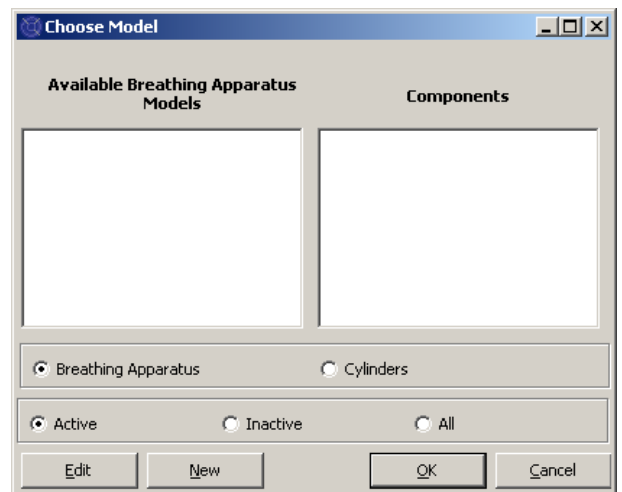 Choose Model
Available Breathing Apparatus
Models
Components
Breathing Apparatus
Cylinders
Active
Inactive
All
Edit
New
OK
Cancel